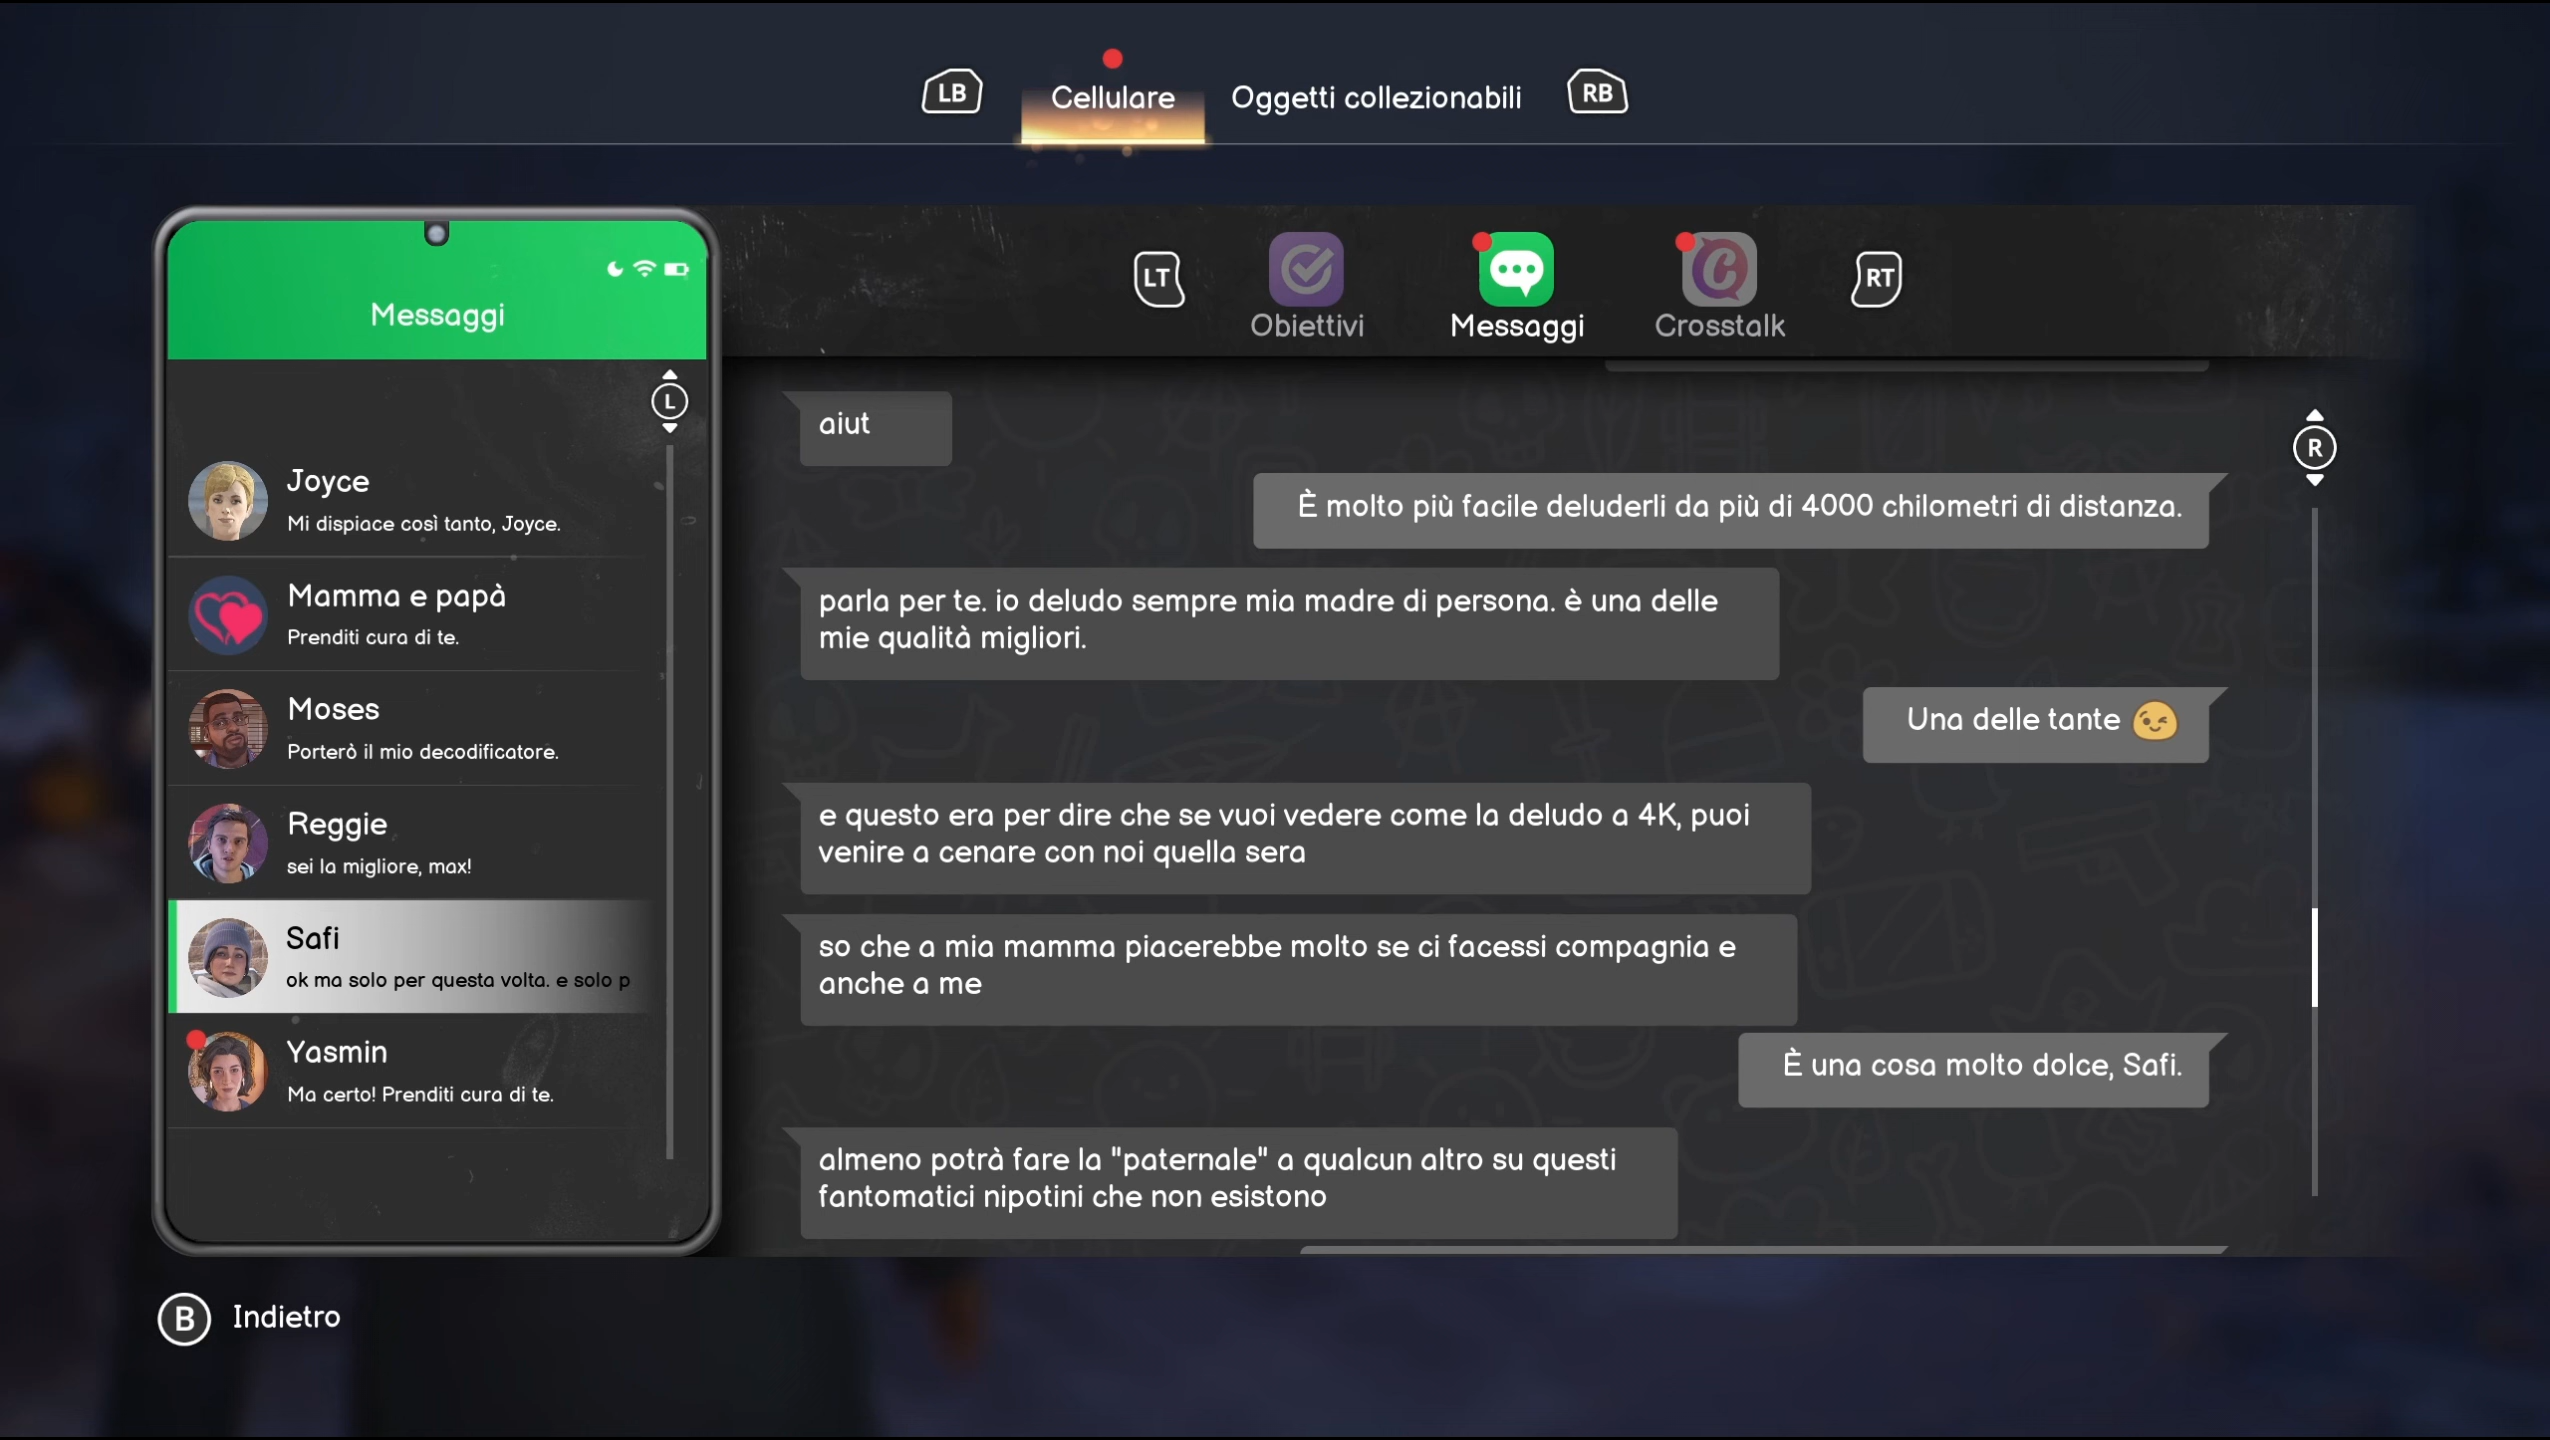 LB
Cellulare
Oggetti collezionabili
RB
Messaggi
LT
Obiettivi
Messaggi
Crosstalk
RT
L
Joyce
Mi dispiace così tanto, Joyce.
Mamma e papà
Prenditi cura di te.
Moses
Porterò il mio decodificatore.
Reggie
sei la migliore, max!
Safi
ok ma solo per questa volta. e solo p
Yasmin
Ma certo! Prenditi cura di te.
R
aiut
È molto più facile deluderli da più di 4000 chilometri di distanza.
parla per te. io deludo sempre mia madre di persona. è una delle
mie qualità migliori.
Una delle tante 😉
e questo era per dire che se vuoi vedere come la deludo a 4K, puoi
venire a cenare con noi quella sera
so che a mia mamma piacerebbe molto se ci facessi compagnia e
anche a me
È una cosa molto dolce, Safi.
almeno potrà fare la "paternale" a qualcun altro su questi
fantomatici nipotini che non esistono
B Indietro